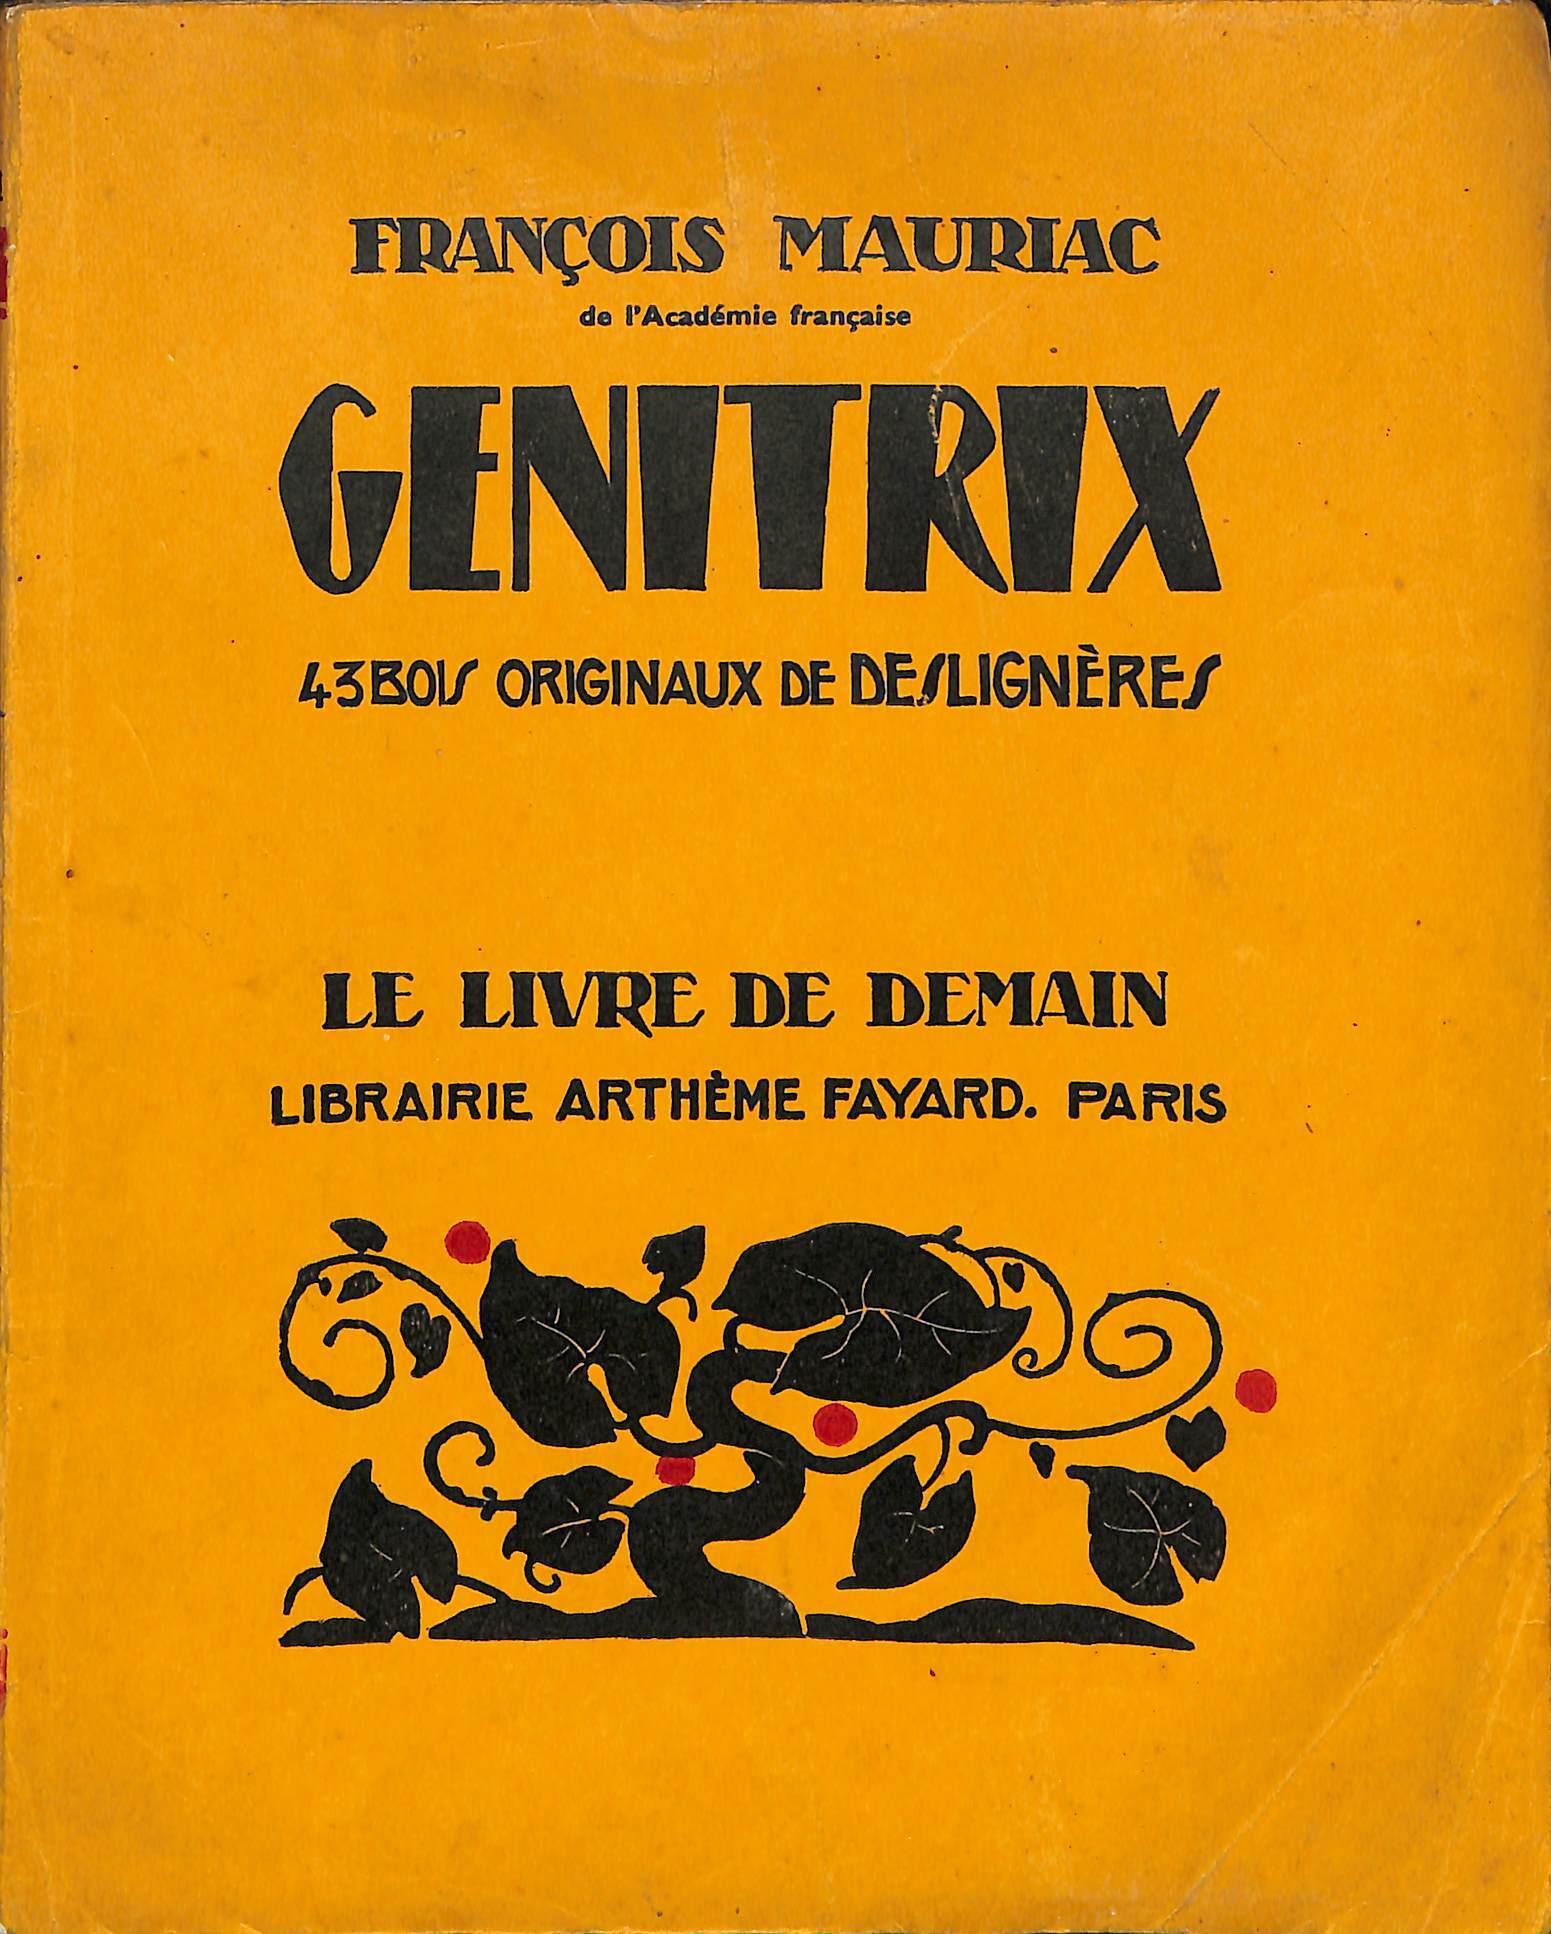 FRANÇOIS MAURIAC
de l'Académie française
GENITRIX
43 BOIS ORIGINAUX DE DESLIGNÈRES
LE LIVRE DE DEMAIN
LIBRAIRIE ARTHÈME FAYARD. PARIS